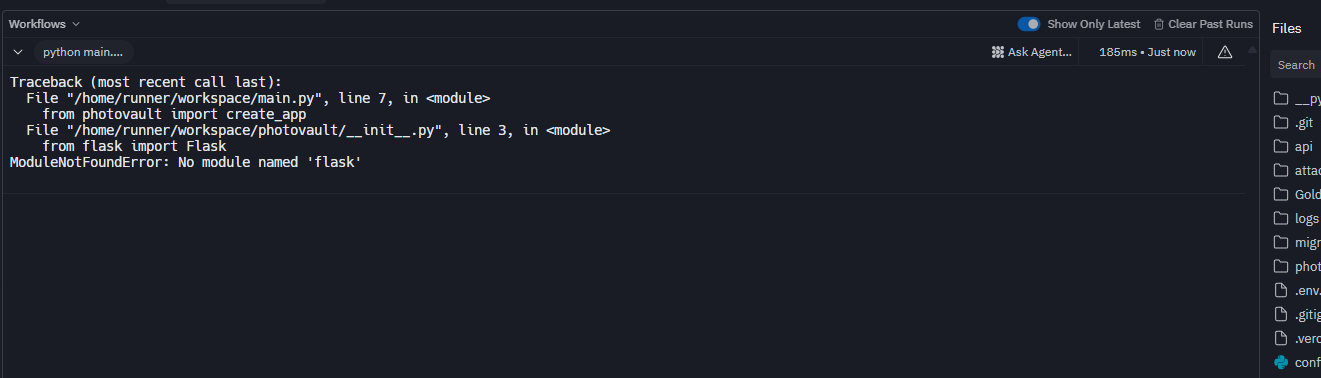 Workflows
Show Only Latest
Clear Past Runs
python main....
Ask Agent...
185ms • Just now
Traceback (most recent call last):
  File "/home/runner/workspace/main.py", line 7, in <module>
    from photovault import create_app
  File "/home/runner/workspace/photovault/__init__.py", line 3, in <module>
    from flask import Flask
ModuleNotFoundError: No module named 'flask'
Files
Search
__py
.git
api
attac
Gold
logs
migr
phot
.env.
.gitig
.verc
conf